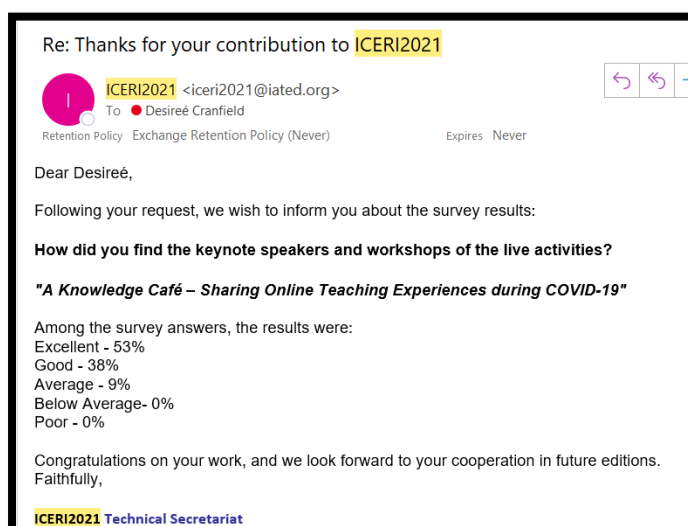 Re: Thanks for your contribution to ICERI2021
I
ICERI2021 <iceri2021@iated.org>
To Desireé Cranfield
Retention Policy Exchange Retention Policy (Never) Expires Never
Dear Desireé,
Following your request, we wish to inform you about the survey results:
How did you find the keynote speakers and workshops of the live activities?
"A Knowledge Café – Sharing Online Teaching Experiences during COVID-19"
Among the survey answers, the results were:
Excellent - 53%
Good - 38%
Average - 9%
Below Average- 0%
Poor - 0%
Congratulations on your work, and we look forward to your cooperation in future editions.
Faithfully,
ICERI2021 Technical Secretariat